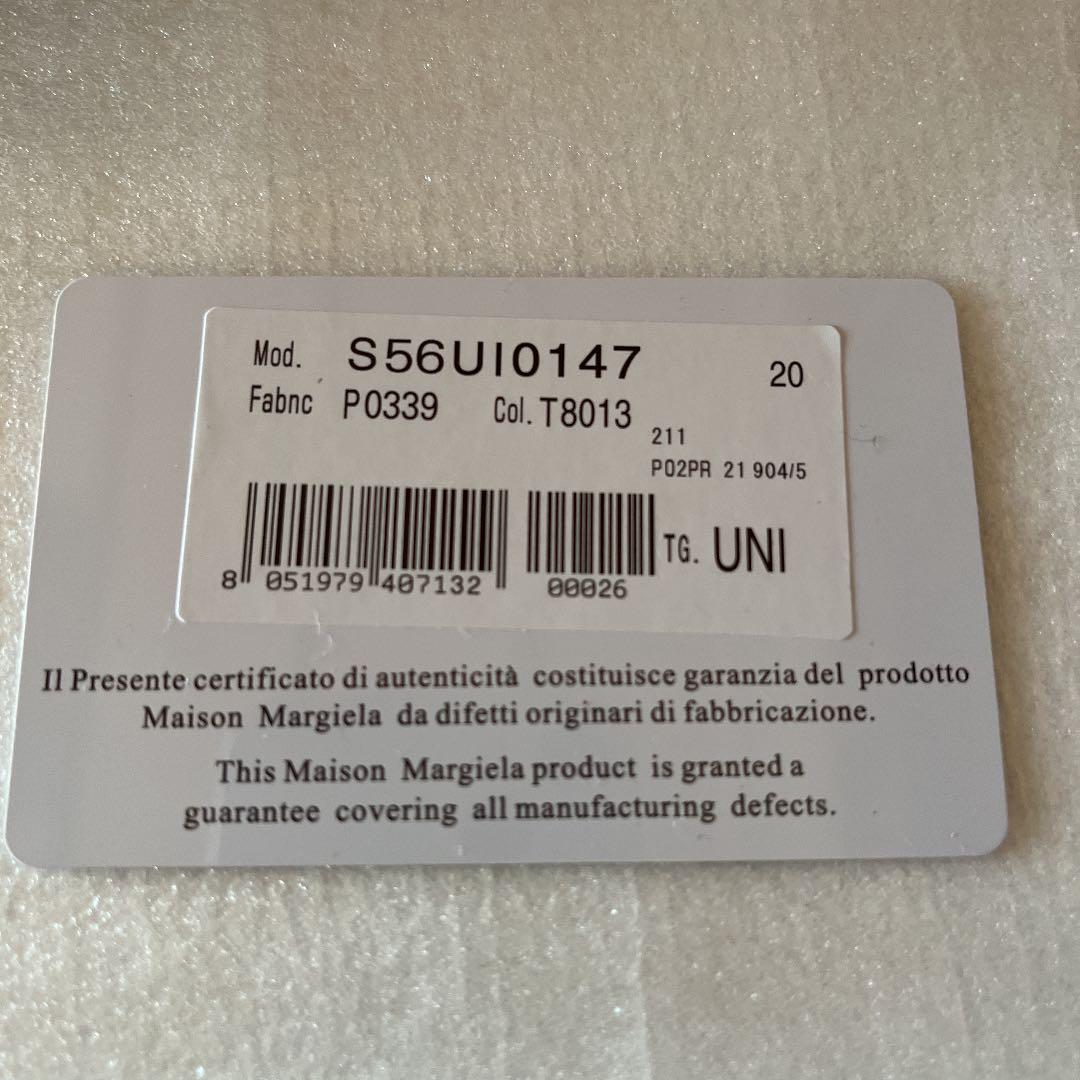 Mod. S56UI0147 20
Fabnc P0339 Col. T8013
211
P02PR 21 904/5
TG. UNI
8 051979 407132 00026
Il Presente certificato di autenticità costituisce garanzia del prodotto
Maison Margiela da difetti originari di fabbricazione.
This Maison Margiela product is granted a
guarantee covering all manufacturing defects.